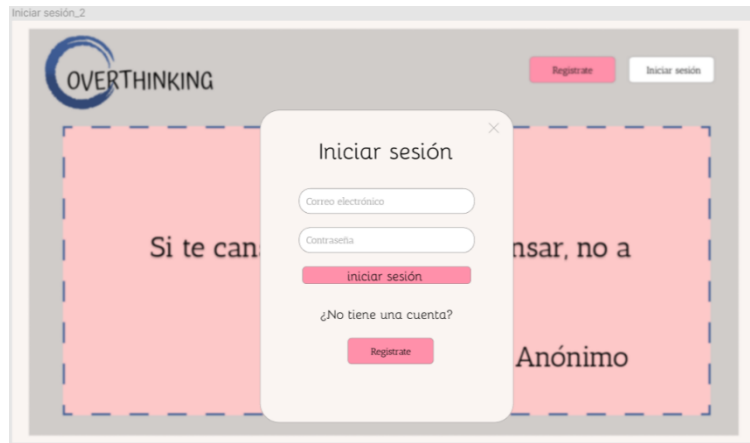 Iniciar sesión_2
OVERTHINKING
Registrate
Iniciar sesión
Iniciar sesión
Correo electrónico
Contraseña
Si te can
nsar, no a
iniciar sesión
¿No tiene una cuenta?
Registrate
Anónimo